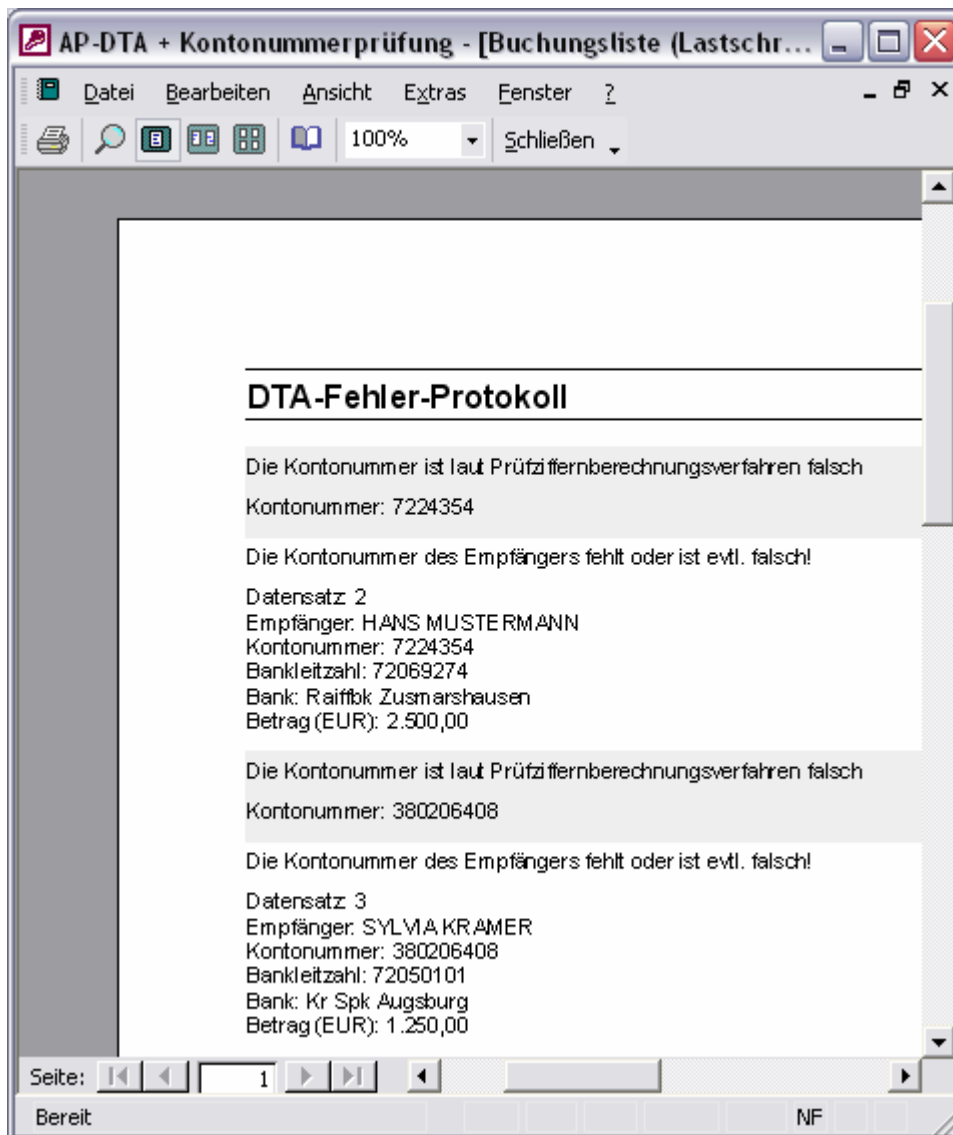 AP-DTA + Kontonummerprüfung - [Buchungsliste (Lastschr...
Datei Bearbeiten Ansicht Extras Fenster ?
100% Schließen
DTA-Fehler-Protokoll
Die Kontonummer ist laut Prüfziffernberechnungsverfahren falsch
Kontonummer: 7224354
Die Kontonummer des Empfängers fehlt oder ist evtl. falsch!
Datensatz: 2
Empfänger: HANS MUSTERMANN
Kontonummer: 7224354
Bankleitzahl: 72069274
Bank: Raiffbk Zusmarshausen
Betrag (EUR): 2.500,00
Die Kontonummer ist laut Prüfziffernberechnungsverfahren falsch
Kontonummer: 380206408
Die Kontonummer des Empfängers fehlt oder ist evtl. falsch!
Datensatz: 3
Empfänger: SYLVIA KRAMER
Kontonummer: 380206408
Bankleitzahl: 72050101
Bank: Kr Spk Augsburg
Betrag (EUR): 1.250,00
Seite: 1
Bereit NF